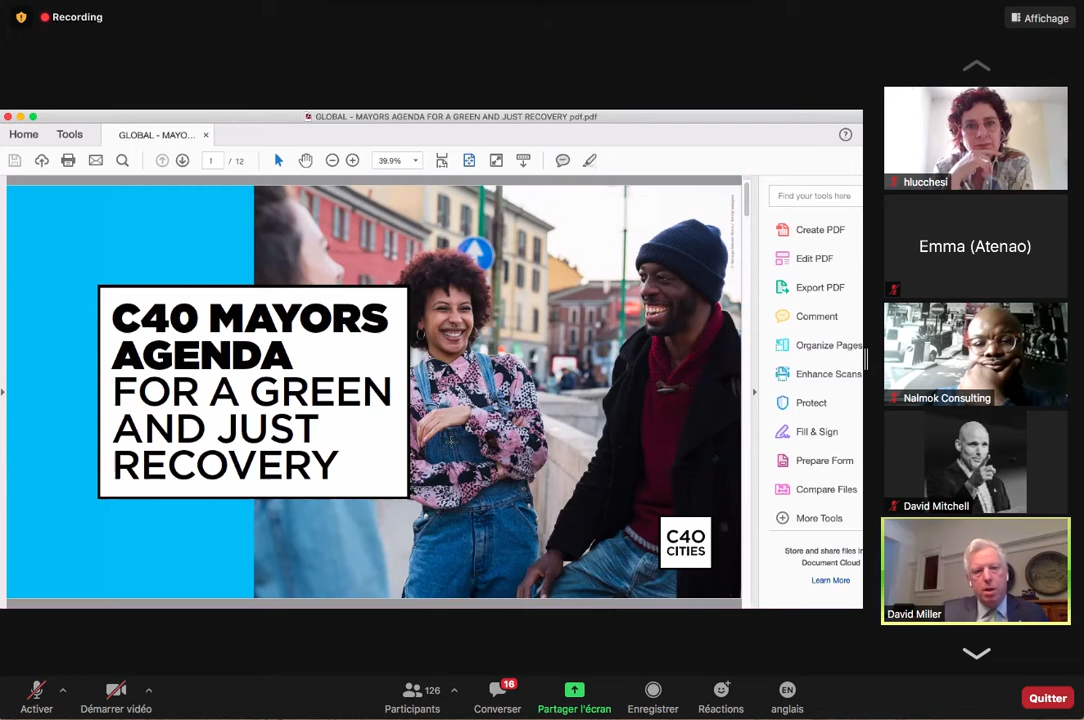 Recording
Affichage
GLOBAL - MAYORS AGENDA FOR A GREEN AND JUST RECOVERY pdf.pdf
Home
Tools
GLOBAL - MAYO... ×
1 / 12
39.9%
Find your tools here
Create PDF
Edit PDF
Export PDF
Comment
Organize Pages
Enhance Scans
Protect
Fill & Sign
Prepare Form
Compare Files
More Tools
Store and share files in
Document Cloud
Learn More
C40 MAYORS
AGENDA
FOR A GREEN
AND JUST
RECOVERY
C40
CITIES
hlucchesi
Emma (Atenao)
Nalmok Consulting
David Mitchell
David Miller
Activer
Démarrer vidéo
126
Participants
16
Converser
Partager l'écran
Enregistrer
Réactions
EN
anglais
Quitter